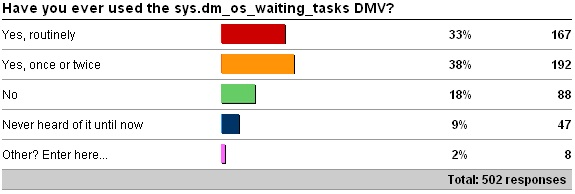 Have you ever used the sys.dm_os_waiting_tasks DMV?
Yes, routinely 33% 167
Yes, once or twice 38% 192
No 18% 88
Never heard of it until now 9% 47
Other? Enter here... 2% 8
Total: 502 responses